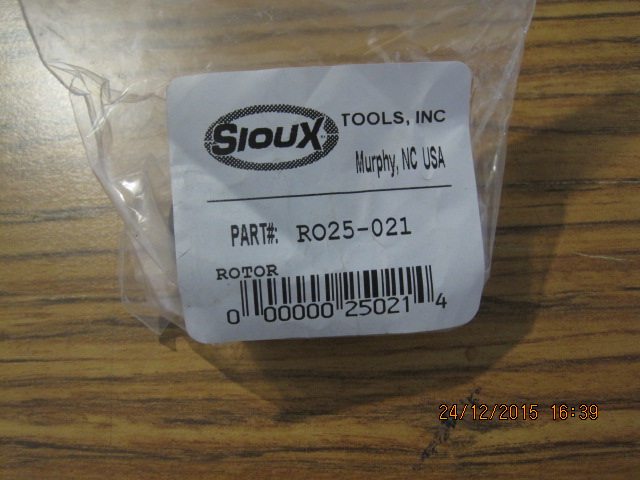 SIOUX
TOOLS, INC
Murphy, NC USA
PART#: RO25-021
ROTOR
0 00000 25021 4
24/12/2015 16:39